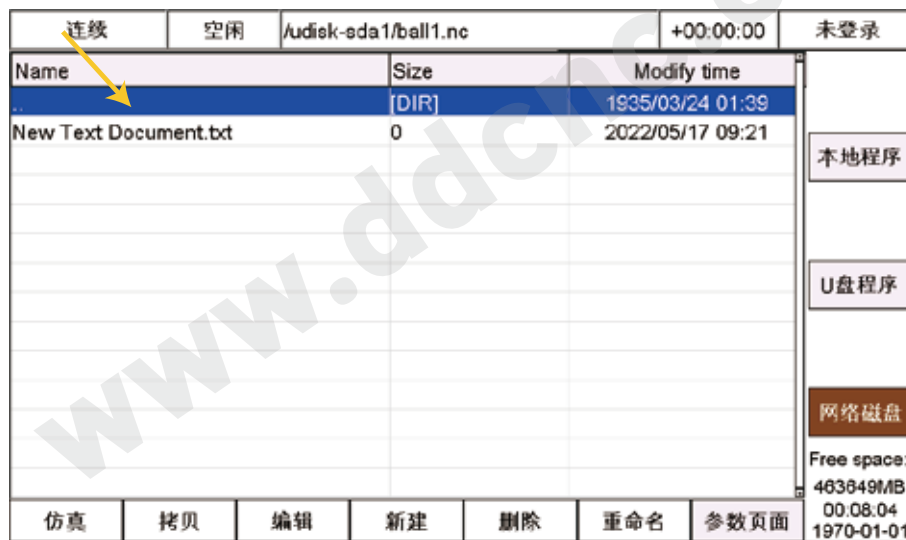 连续 空闲 /udisk-sda1/ball1.nc +00:00:00 未登录
Name Size Modify time
.. [DIR] 1935/03/24 01:39
New Text Document.txt 0 2022/05/17 09:21
本地程序
U盘程序
网络磁盘
Free space:
463649MB
00:08:04
1970-01-01
仿真 拷贝 编辑 新建 删除 重命名 参数页面
www.ddcnc.c